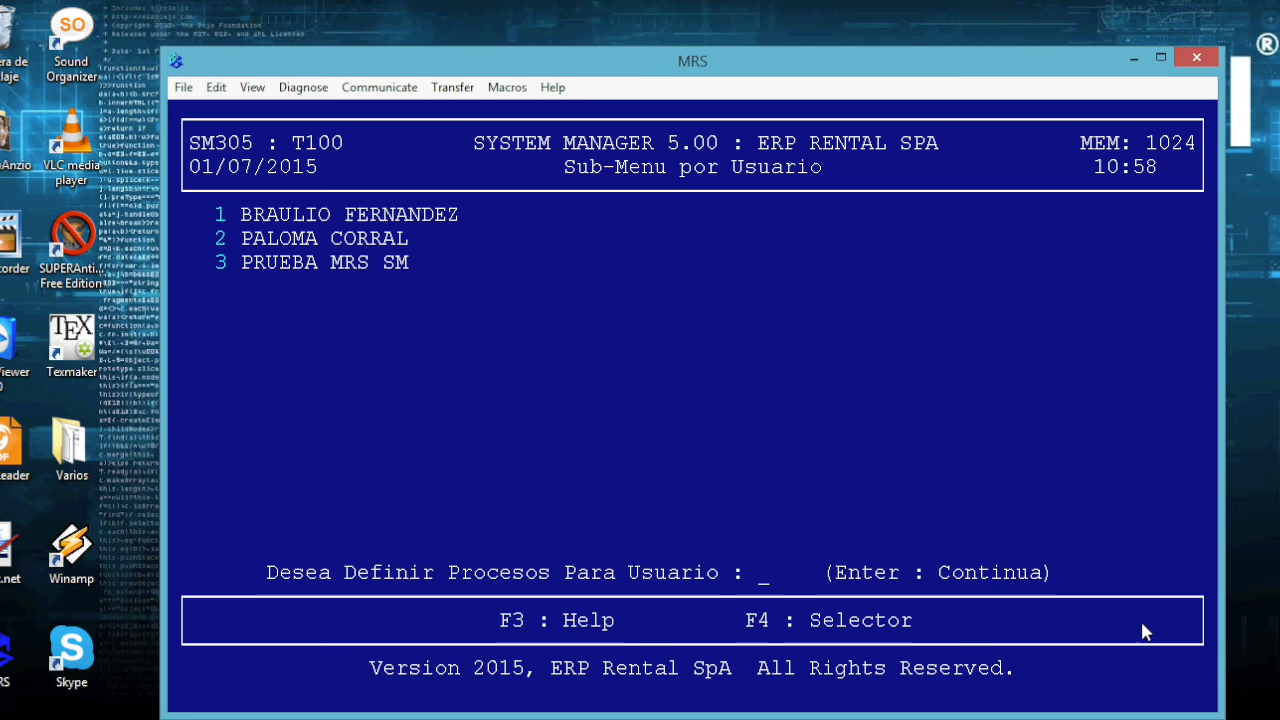 SO
Sound
Organizer
VLC media
player
SUPERAnti...
Free Edition
TEX
Texmaker
Varios
Winamp
Skype
MRS
File Edit View Diagnose Communicate Transfer Macros Help
SM305 : T100 SYSTEM MANAGER 5.00 : ERP RENTAL SPA MEM: 1024
01/07/2015 Sub-Menu por Usuario 10:58
1 BRAULIO FERNANDEZ
2 PALOMA CORRAL
3 PRUEBA MRS SM
Desea Definir Procesos Para Usuario : _ (Enter : Continua)
F3 : Help F4 : Selector
Version 2015, ERP Rental SpA All Rights Reserved.
®